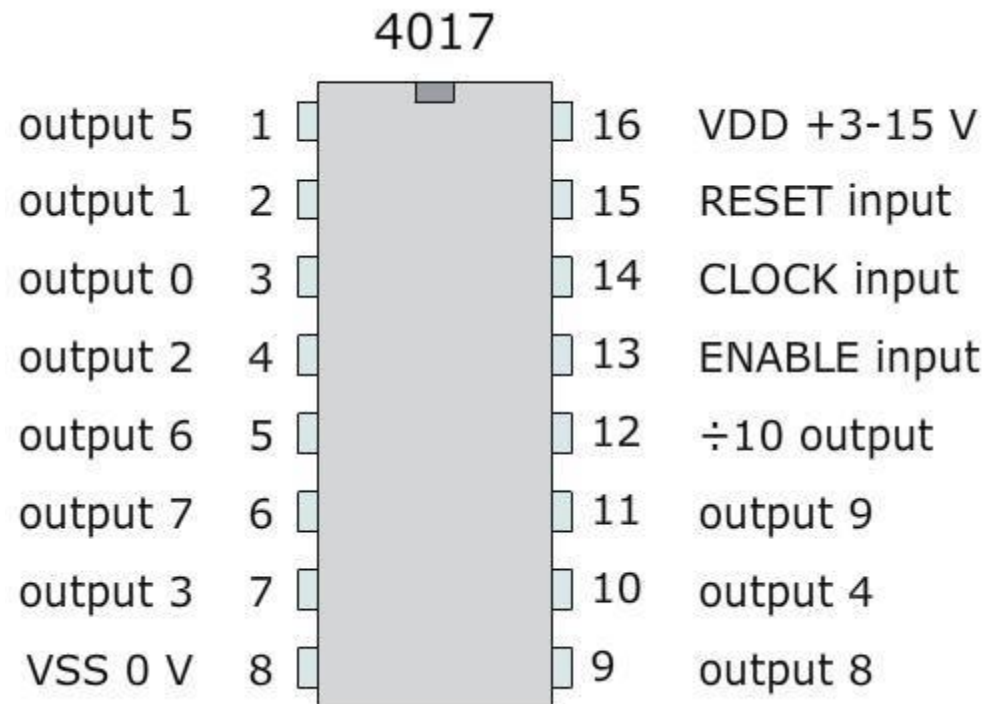 4017
output 5 1 16 VDD +3-15 V
output 1 2 15 RESET input
output 0 3 14 CLOCK input
output 2 4 13 ENABLE input
output 6 5 12 ÷10 output
output 7 6 11 output 9
output 3 7 10 output 4
VSS 0 V 8 9 output 8